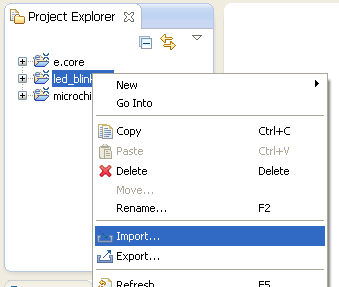 Project Explorer
e.core
led_blin
microchi
New
Go Into
Copy Ctrl+C
Paste Ctrl+V
Delete Delete
Move...
Rename... F2
Import...
Export...
Refresh F5